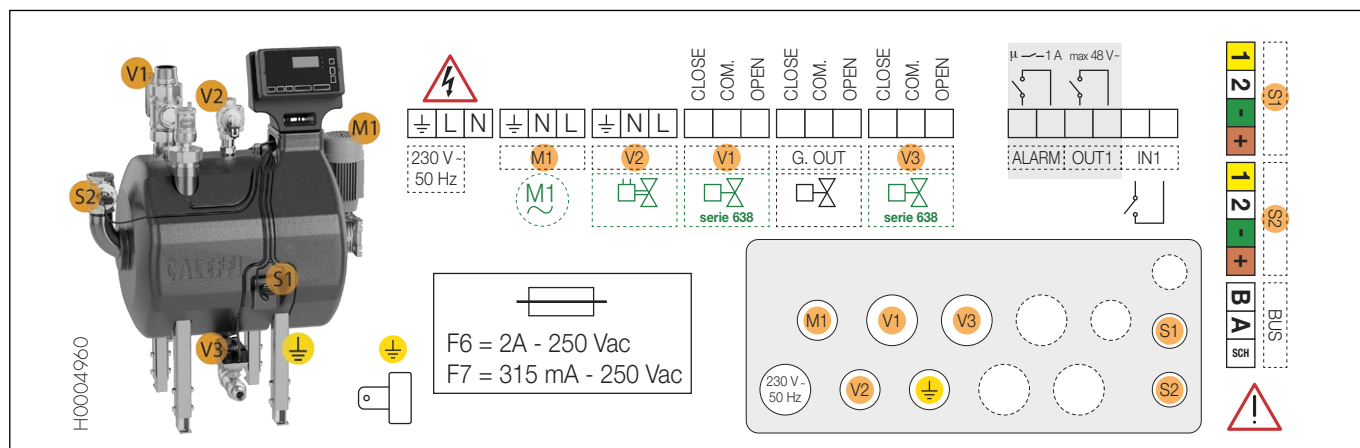 V1
V2
M1
S2
CALEFFI
S1
V3
H0004960
L N
230 V~
50 Hz
N L
M1
M1
N L
V2
CLOSE
COM.
OPEN
V1
serie 638
CLOSE
COM.
OPEN
G. OUT
CLOSE
COM.
OPEN
V3
serie 638
µ 1 A max 48 V~
ALARM OUT1 IN1
F6 = 2A - 250 Vac
F7 = 315 mA - 250 Vac
M1 V1 V3
S1
230 V~
50 Hz
V2
S2
1
2
-
+
S1
1
2
-
+
S2
B
A
SCH
BUS